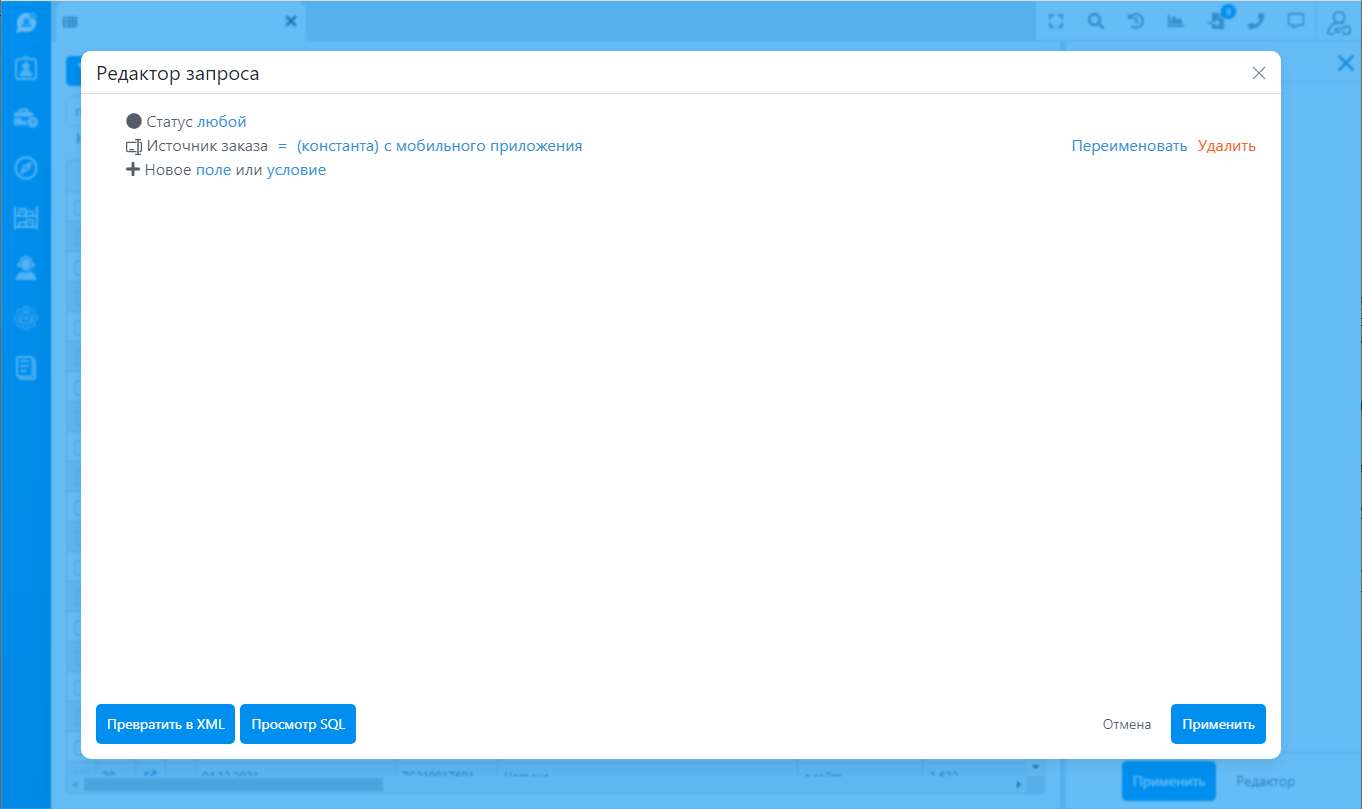 Редактор запроса
Статус любой
Источник заказа = (константа) с мобильного приложения Переименовать Удалить
+ Новое поле или условие
Превратить в XML Просмотр SQL Отмена Применить
Применить Редактор